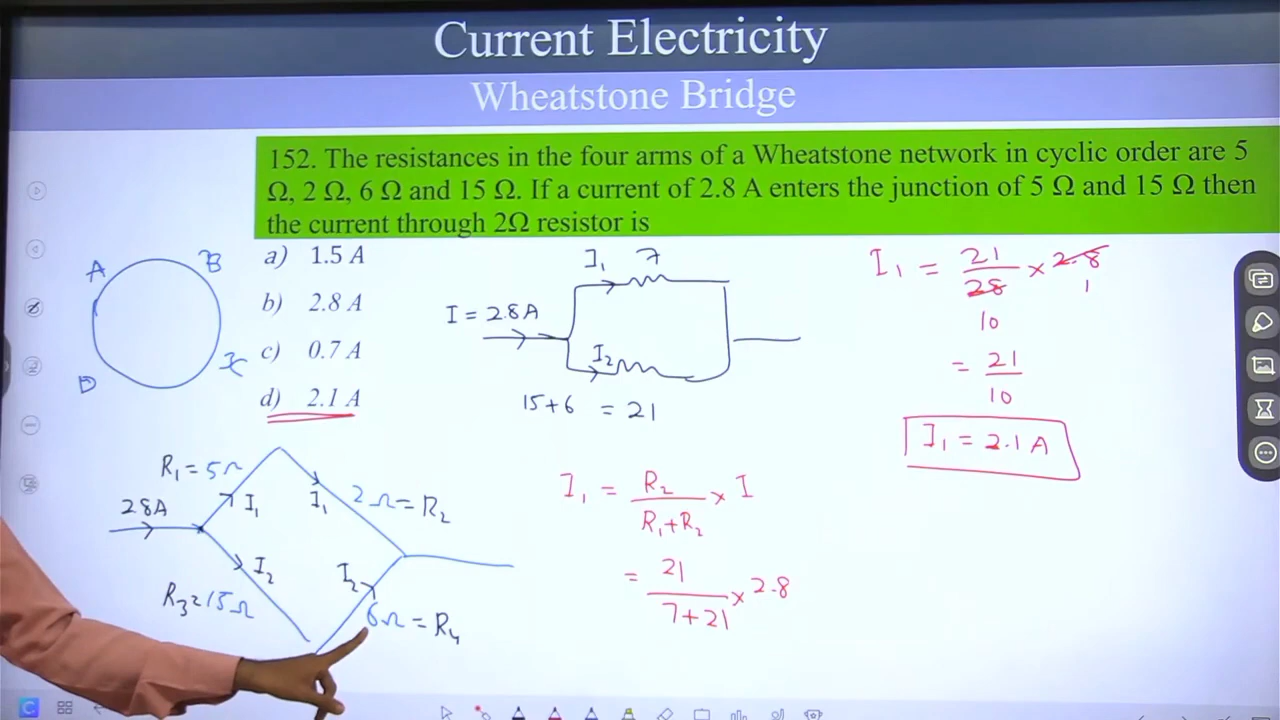 Current Electricity
Wheatstone Bridge
152. The resistances in the four arms of a Wheatstone network in cyclic order are 5
Ω, 2 Ω, 6 Ω and 15 Ω. If a current of 2.8 A enters the junction of 5 Ω and 15 Ω then
the current through 2Ω resistor is
a) 1.5 A
b) 2.8 A
c) 0.7 A
d) 2.1 A
A
B
D
I₁ 7
I = 2.8A
I₂
15+6 = 21
R₁ = 5Ω
2.8A
I₁
I₁
2Ω = R₂
I₂
I₂
R₃ = 15Ω
6Ω = R₄
I₁ = R₂ / R₁+R₂ × I
= 21 / 7+21 × 2.8
I₁ = 21 / 28 × 2.8
10
1
= 21 / 10
I₁ = 2.1 A
C